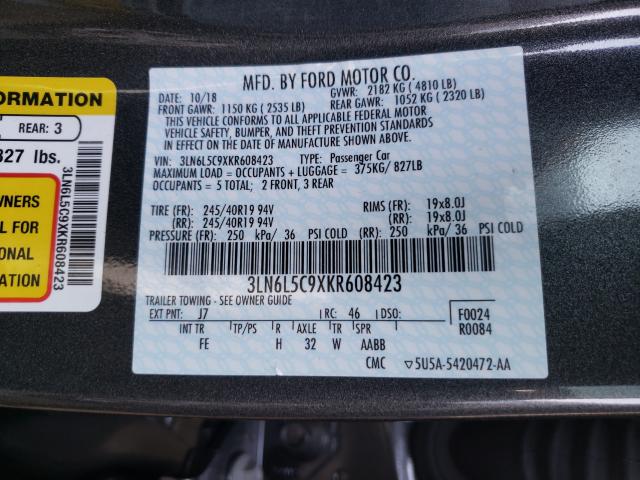 ORMATION
REAR: 3
827 lbs.
WNERS
L FOR
ONAL
ON
3LN6L5C9XKR608423
MFD. BY FORD MOTOR CO.
10/18 GVWR: 2182 KG ( 4810 LB)
FRONT GAWR: 1150 KG ( 2535 LB) REAR GAWR: 1052 KG ( 2320 LB)
THIS VEHICLE CONFORMS TO ALL APPLICABLE FEDERAL MOTOR
VEHICLE SAFETY, BUMPER, AND THEFT PREVENTION STANDARDS
IN EFFECT ON THE DATE OF MANUFACTURE SHOWN ABOVE.
VIN: 3LN6L5C9XKR608423 TYPE: Passenger Car
MAXIMUM LOAD = OCCUPANTS + LUGGAGE = 375KG/ 827LB
OCCUPANTS = 5 TOTAL; 2 FRONT, 3 REAR
TIRE (FR): 245/40R19 94V RIMS (FR): 19x8.0J
(RR): 245/40R19 94V (RR): 19x8.0J
PRESSURE (FR): 250 kPa/ 36 PSI COLD (RR): 250 kPa/ 36 PSI COLD
3LN6L5C9XKR608423
TRAILER TOWING - SEE OWNER GUIDE
EXT PNT: J7 RC: 46 DSO: F0024
INT TR TP/PS R AXLE TR SPR R0084
FE H 32 W AABB
CMC ▽5U5A-5420472-AA